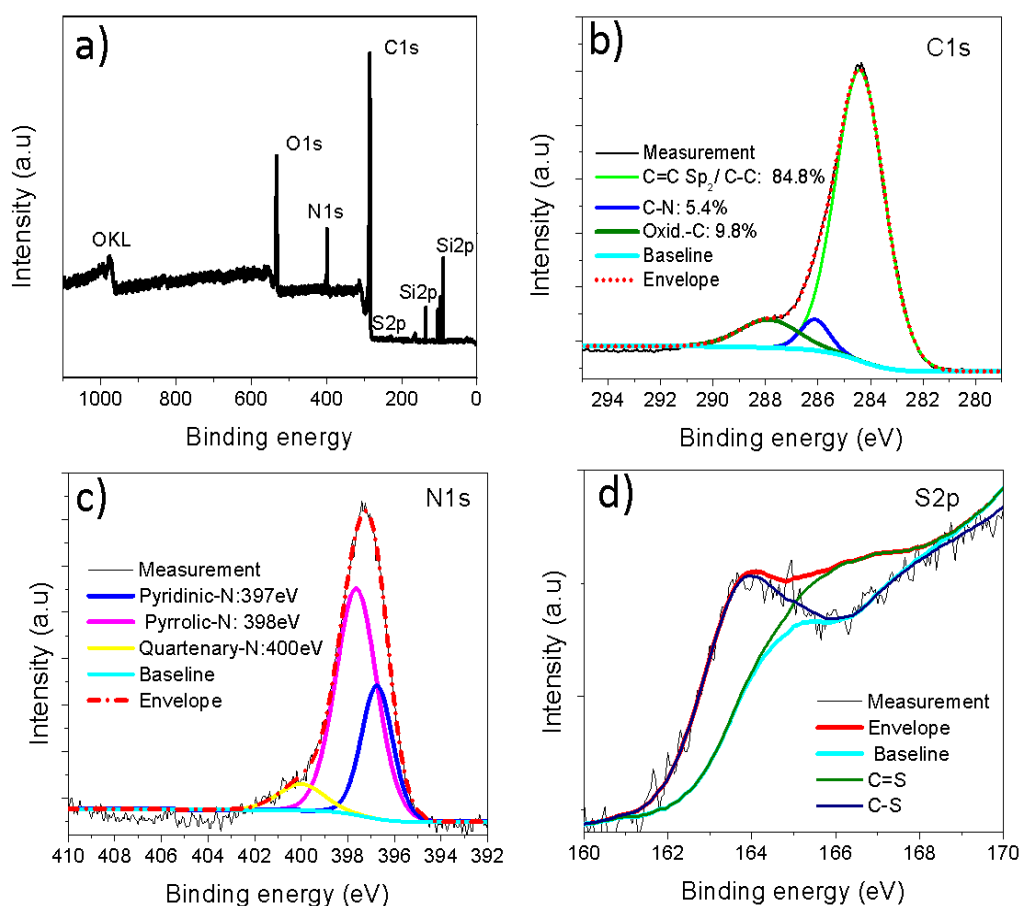 a)
C1s
O1s
N1s
OKL
Si2p
Si2p
S2p
Intensity (a.u)
1000 800 600 400 200 0
Binding energy
b)
C1s
Measurement
C=C Sp2/ C-C: 84.8%
C-N: 5.4%
Oxid.-C: 9.8%
Baseline
Envelope
Intensity (a.u)
294 292 290 288 286 284 282 280
Binding energy (eV)
c)
N1s
Measurement
Pyridinic-N:397eV
Pyrrolic-N: 398eV
Quartenary-N:400eV
Baseline
Envelope
Intensity (a.u)
410 408 406 404 402 400 398 396 394 392
Binding energy (eV)
d)
S2p
Measurement
Envelope
Baseline
C=S
C-S
Intensity (a.u)
160 162 164 166 168 170
Binding energy (eV)